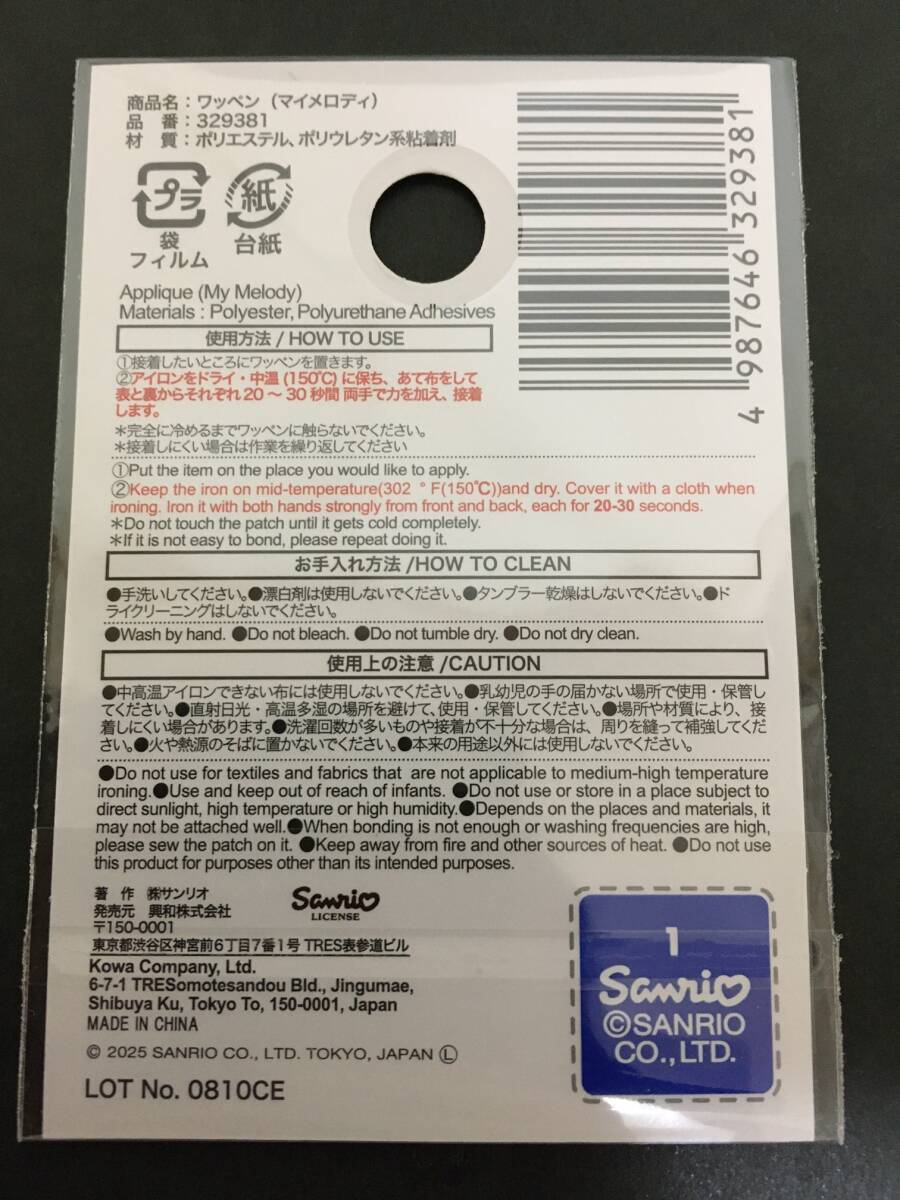 商品名：ワッペン（マイメロディ）
品　番：329381
材　質：ポリエステル、ポリウレタン系粘着剤
プラ
袋
フィルム
紙
台紙
4 987646 329381
Applique (My Melody)
Materials : Polyester, Polyurethane Adhesives
使用方法 / HOW TO USE
①接着したいところにワッペンを置きます。
②アイロンをドライ・中温 (150℃) に保ち、あて布をして
表と裏からそれぞれ 20 ～ 30 秒間 両手で力を加え、接着
します。
＊完全に冷めるまでワッペンに触らないでください。
＊接着しにくい場合は作業を繰り返してください
①Put the item on the place you would like to apply.
②Keep the iron on mid-temperature(302 ° F(150℃))and dry. Cover it with a cloth when
ironing. Iron it with both hands strongly from front and back, each for 20-30 seconds.
＊Do not touch the patch until it gets cold completely.
＊If it is not easy to bond, please repeat doing it.
お手入れ方法 /HOW TO CLEAN
●手洗いしてください。●漂白剤は使用しないでください。●タンブラー乾燥はしないでください。●ド
ライクリーニングはしないでください。
●Wash by hand. ●Do not bleach. ●Do not tumble dry. ●Do not dry clean.
使用上の注意 /CAUTION
●中高温アイロンできない布には使用しないでください。●乳幼児の手の届かない場所で使用・保管し
てください。●直射日光・高温多湿の場所を避けて、使用・保管してください。●場所や材質により、接
着しにくい場合があります。●洗濯回数が多いものや接着が不十分な場合は、周りを縫って補強してくだ
さい。●火や熱源のそばに置かないでください。●本来の用途以外には使用しないでください。
●Do not use for textiles and fabrics that are not applicable to medium-high temperature
ironing.●Use and keep out of reach of infants. ●Do not use or store in a place subject to
direct sunlight, high temperature or high humidity.●Depends on the places and materials, it
may not be attached well.●When bonding is not enough or washing frequencies are high,
please sew the patch on it. ●Keep away from fire and other sources of heat. ●Do not use
this product for purposes other than its intended purposes.
著　作　㈱サンリオ
発売元　興和株式会社
〒150-0001
東京都渋谷区神宮前6丁目7番1号 TRES表参道ビル
Kowa Company, Ltd.
6-7-1 TRESomotesandou Bld., Jingumae,
Shibuya Ku, Tokyo To, 150-0001, Japan
MADE IN CHINA
© 2025 SANRIO CO., LTD. TOKYO, JAPAN Ⓛ
LOT No. 0810CE
Sanrio
LICENSE
1
Sanrio
©SANRIO
CO.,LTD.